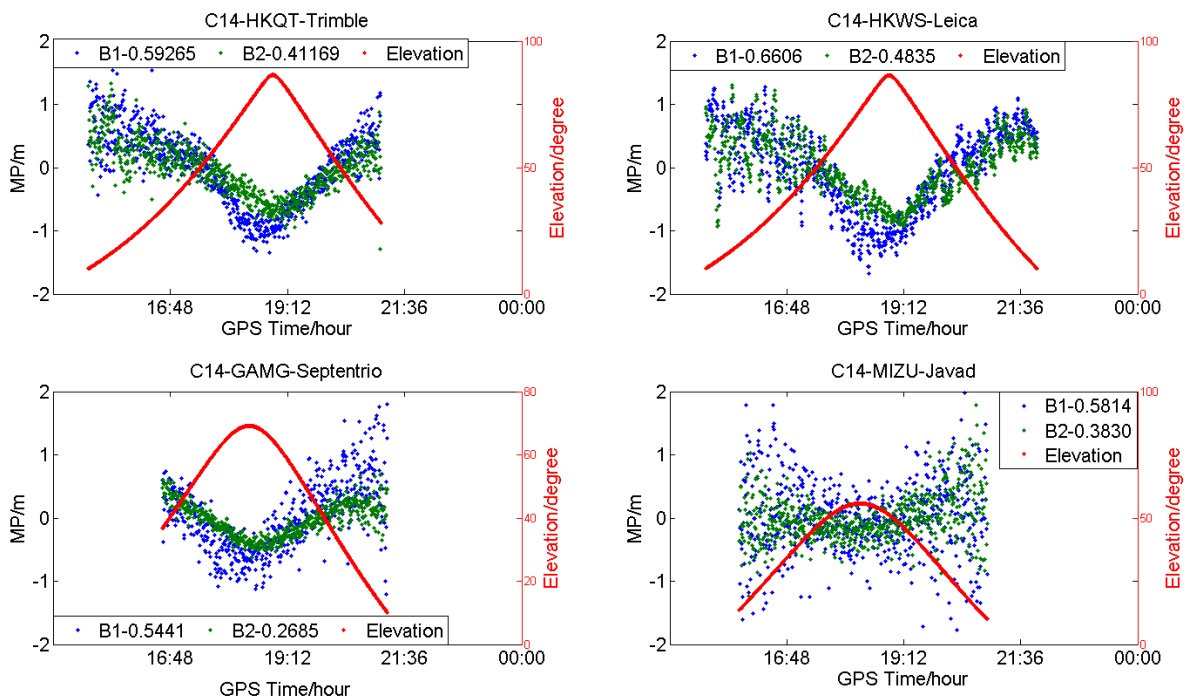 C14-HKQT-Trimble
2
1
0
-1
-2
MP/m
B1-0.59265 B2-0.41169 Elevation
100
50
0
Elevation/degree
16:48 19:12 21:36 00:00
GPS Time/hour
C14-HKWS-Leica
2
1
0
-1
-2
MP/m
B1-0.6606 B2-0.4835 Elevation
100
50
0
Elevation/degree
16:48 19:12 21:36 00:00
GPS Time/hour
C14-GAMG-Septentrio
2
1
0
-1
-2
MP/m
80
60
40
20
0
Elevation/degree
B1-0.5441 B2-0.2685 Elevation
16:48 19:12 21:36 00:00
GPS Time/hour
C14-MIZU-Javad
2
1
0
-1
-2
MP/m
B1-0.5814
B2-0.3830
Elevation
100
50
0
Elevation/degree
16:48 19:12 21:36 00:00
GPS Time/hour